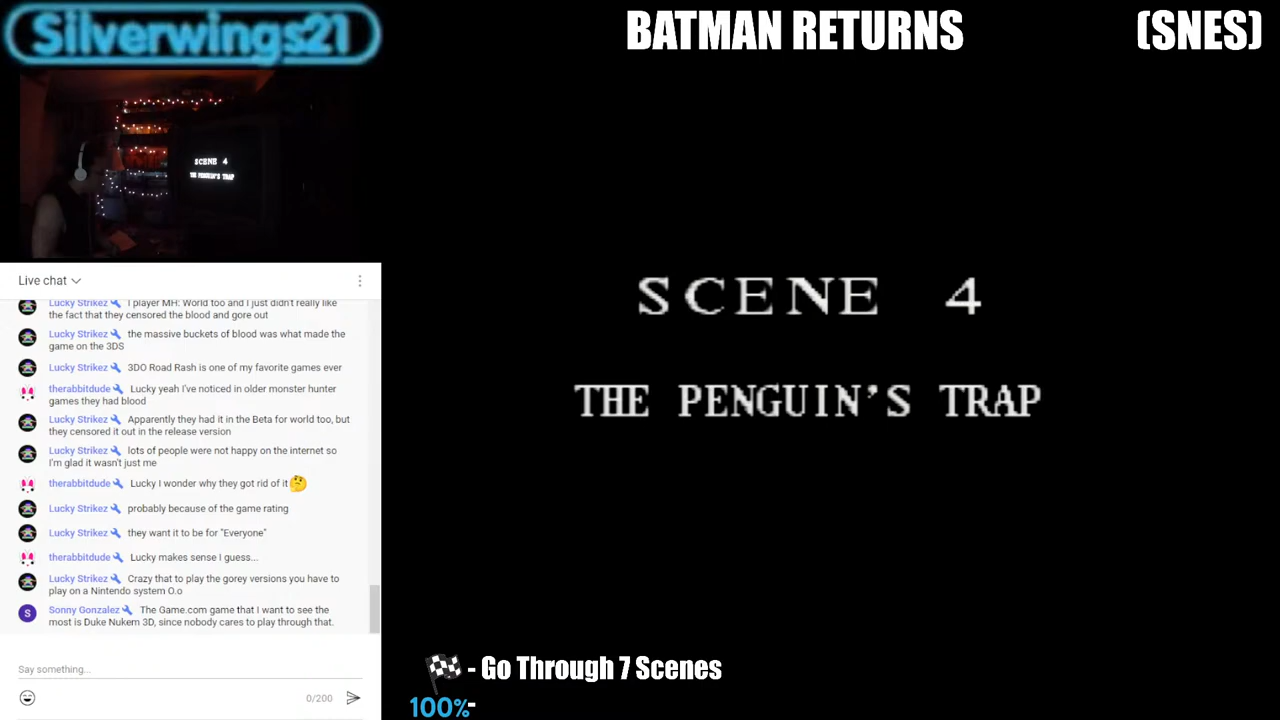 Silverwings21
BATMAN RETURNS (SNES)
SCENE 4
THE PENGUIN'S TRAP
Live chat
Lucky Strikez I player MH: World too and I just didn't really like
the fact that they censored the blood and gore out
Lucky Strikez the massive buckets of blood was what made the
game on the 3DS
Lucky Strikez 3DO Road Rash is one of my favorite games ever
therabbitdude Lucky yeah I've noticed in older monster hunter
games they had blood
Lucky Strikez Apparently they had it in the Beta for world too, but
they censored it out in the release version
Lucky Strikez lots of people were not happy on the internet so
I'm glad it wasn't just me
therabbitdude Lucky I wonder why they got rid of it🤔
Lucky Strikez probably because of the game rating
Lucky Strikez they want it to be for "Everyone"
therabbitdude Lucky makes sense I guess...
Lucky Strikez Crazy that to play the gorey versions you have to
play on a Nintendo system O.o
S Sonny Gonzalez The Game.com game that I want to see the
most is Duke Nukem 3D, since nobody cares to play through that.
Say something...
0/200
SCENE 4
THE PENGUIN'S TRAP
🏁 - Go Through 7 Scenes
100%-